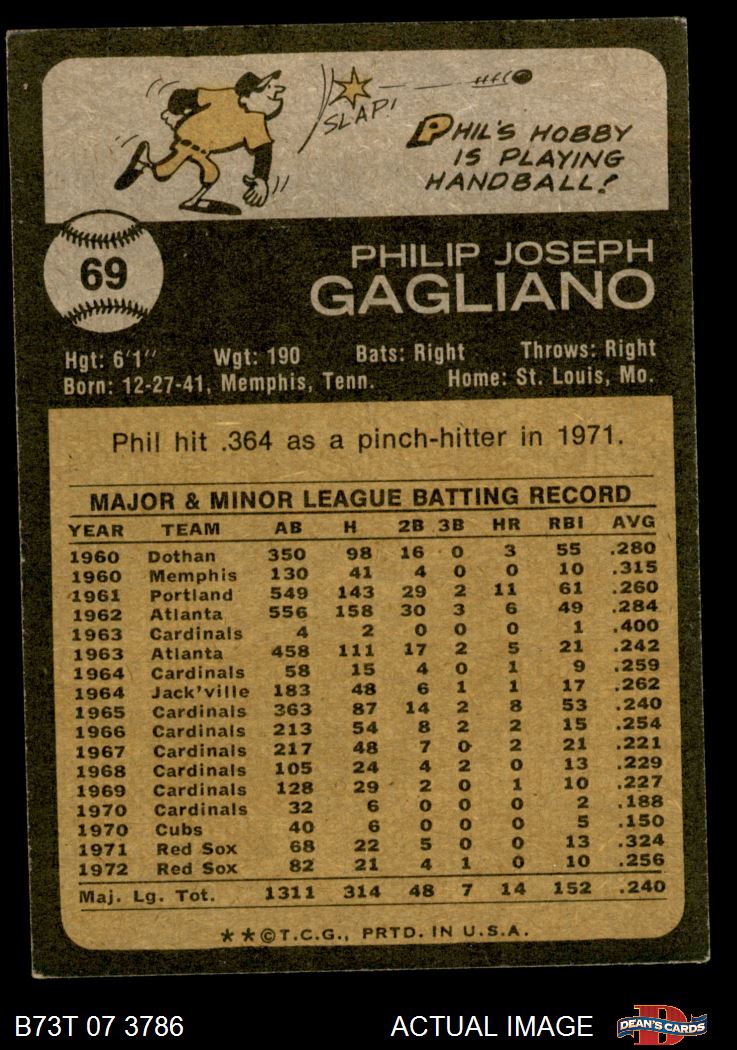 SLAP!
PHIL'S HOBBY
IS PLAYING
HANDBALL!
69
PHILIP JOSEPH
GAGLIANO
Hgt: 6'1" Wgt: 190 Bats: Right Throws: Right
Born: 12-27-41, Memphis, Tenn. Home: St. Louis, Mo.
Phil hit .364 as a pinch-hitter in 1971.
MAJOR & MINOR LEAGUE BATTING RECORD
YEAR TEAM AB H 2B 3B HR RBI AVG
1960 Dothan 350 98 16 0 3 55 .280
1960 Memphis 130 41 4 0 0 10 .315
1961 Portland 549 143 29 2 11 61 .260
1962 Atlanta 556 158 30 3 6 49 .284
1963 Cardinals 4 2 0 0 0 1 .400
1963 Atlanta 458 111 17 2 5 21 .242
1964 Cardinals 58 15 4 0 1 9 .259
1964 Jack'ville 183 48 6 1 1 17 .262
1965 Cardinals 363 87 14 2 8 53 .240
1966 Cardinals 213 54 8 2 2 15 .254
1967 Cardinals 217 48 7 0 2 21 .221
1968 Cardinals 105 24 4 2 0 13 .229
1969 Cardinals 128 29 2 0 1 10 .227
1970 Cardinals 32 6 0 0 0 2 .188
1970 Cubs 40 6 0 0 0 5 .150
1971 Red Sox 68 22 5 0 0 13 .324
1972 Red Sox 82 21 4 1 0 10 .256
Maj. Lg. Tot. 1311 314 48 7 14 152 .240
★★©T.C.G., PRTD. IN U.S.A.
B73T 07 3786 ACTUAL IMAGE D DEAN'S CARDS